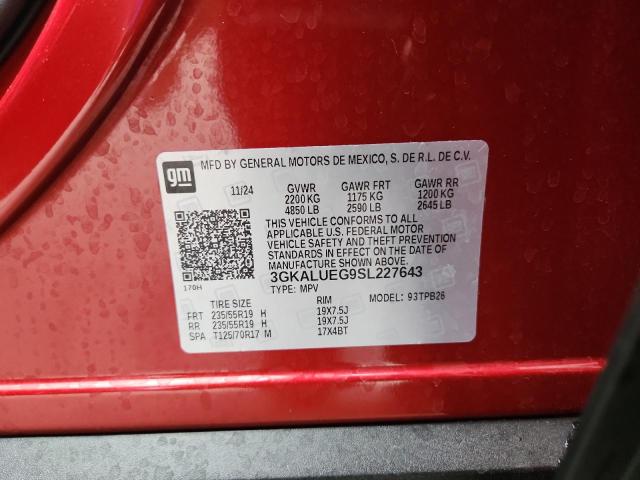 gm
MFD BY GENERAL MOTORS DE MEXICO, S. DE R.L. DE C.V.
11/24 GVWR GAWR FRT GAWR RR
2200 KG 1175 KG 1200 KG
4850 LB 2590 LB 2645 LB
THIS VEHICLE CONFORMS TO ALL
APPLICABLE U.S. FEDERAL MOTOR
VEHICLE SAFETY AND THEFT PREVENTION
STANDARDS IN EFFECT ON THE DATE OF
MANUFACTURE SHOWN ABOVE.
3GKALUEG9SL227643
170H
TYPE: MPV MODEL: 93TPB26
TIRE SIZE RIM
FRT 235/55R19 H 19X7.5J
RR 235/55R19 H 19X7.5J
SPA T125/70R17 M 17X4BT